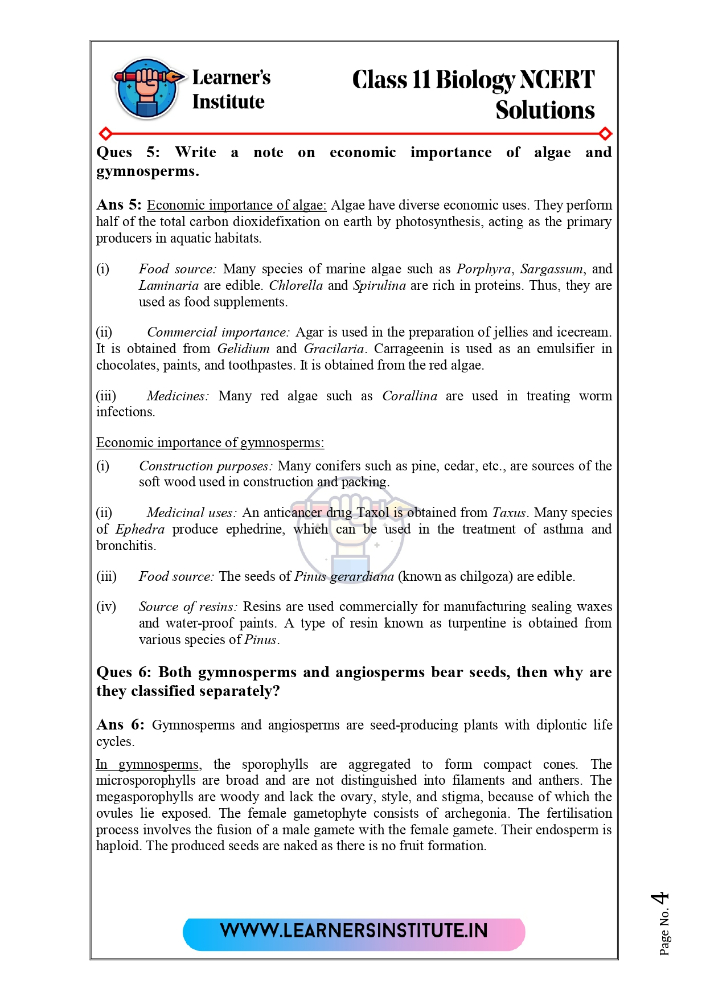 Learner's
Institute
Class 11 Biology NCERT
Solutions
Ques 5: Write a note on economic importance of algae and
gymnosperms.
Ans 5: Economic importance of algae: Algae have diverse economic uses. They perform
half of the total carbon dioxidefixation on earth by photosynthesis, acting as the primary
producers in aquatic habitats.
(i) Food source: Many species of marine algae such as Porphyra, Sargassum, and
Laminaria are edible. Chlorella and Spirulina are rich in proteins. Thus, they are
used as food supplements.
(ii) Commercial importance: Agar is used in the preparation of jellies and icecream.
It is obtained from Gelidium and Gracilaria. Carrageenin is used as an emulsifier in
chocolates, paints, and toothpastes. It is obtained from the red algae.
(iii) Medicines: Many red algae such as Corallina are used in treating worm
infections.
Economic importance of gymnosperms:
(i) Construction purposes: Many conifers such as pine, cedar, etc., are sources of the
soft wood used in construction and packing.
(ii) Medicinal uses: An anticancer drug Taxol is obtained from Taxus. Many species
of Ephedra produce ephedrine, which can be used in the treatment of asthma and
bronchitis.
(iii) Food source: The seeds of Pinus gerardiana (known as chilgoza) are edible.
(iv) Source of resins: Resins are used commercially for manufacturing sealing waxes
and water-proof paints. A type of resin known as turpentine is obtained from
various species of Pinus.
Ques 6: Both gymnosperms and angiosperms bear seeds, then why are
they classified separately?
Ans 6: Gymnosperms and angiosperms are seed-producing plants with diplontic life
cycles.
In gymnosperms, the sporophylls are aggregated to form compact cones. The
microsporophylls are broad and are not distinguished into filaments and anthers. The
megasporophylls are woody and lack the ovary, style, and stigma, because of which the
ovules lie exposed. The female gametophyte consists of archegonia. The fertilisation
process involves the fusion of a male gamete with the female gamete. Their endosperm is
haploid. The produced seeds are naked as there is no fruit formation.
WWW.LEARNERSINSTITUTE.IN
Page No. 4